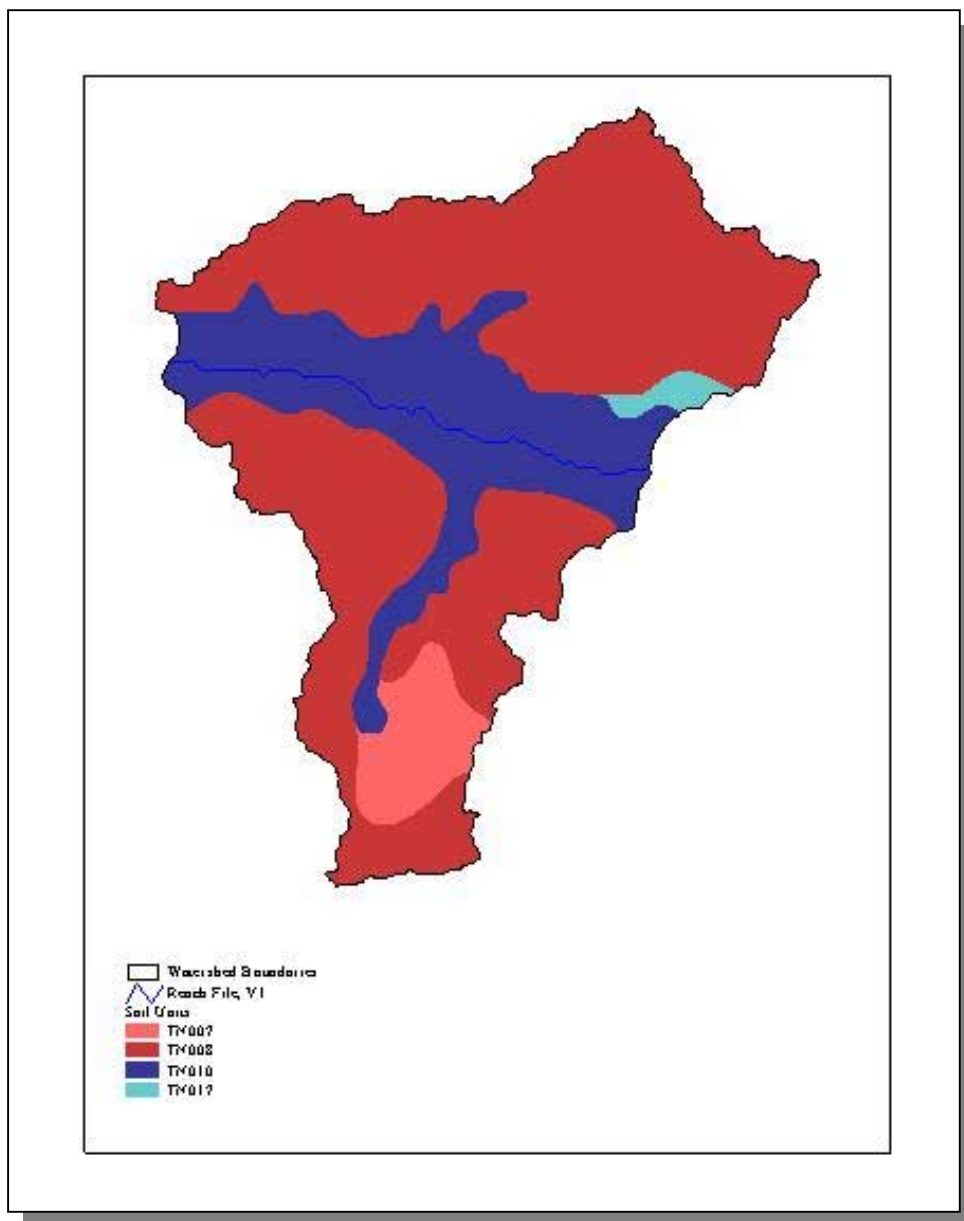 Watershed Boundaries
Reach File, V1
Soil Units
TN007
TN008
TN010
TN017